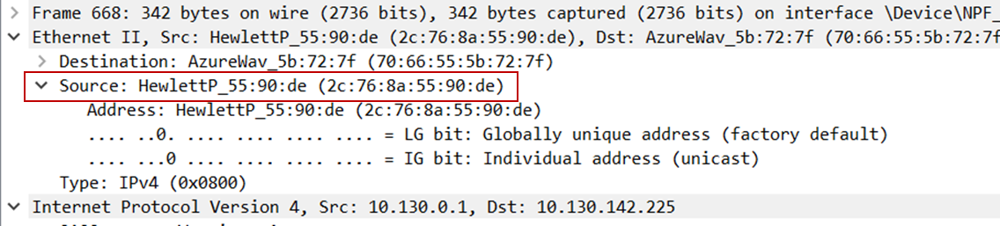 Frame 668: 342 bytes on wire (2736 bits), 342 bytes captured (2736 bits) on interface \Device\NPF_
Ethernet II, Src: HewlettP_55:90:de (2c:76:8a:55:90:de), Dst: AzureWav_5b:72:7f (70:66:55:5b:72:7f
Destination: AzureWav_5b:72:7f (70:66:55:5b:72:7f)
Source: HewlettP_55:90:de (2c:76:8a:55:90:de)
Address: HewlettP_55:90:de (2c:76:8a:55:90:de)
.... ..0. .... .... .... .... = LG bit: Globally unique address (factory default)
.... ...0 .... .... .... .... = IG bit: Individual address (unicast)
Type: IPv4 (0x0800)
Internet Protocol Version 4, Src: 10.130.0.1, Dst: 10.130.142.225